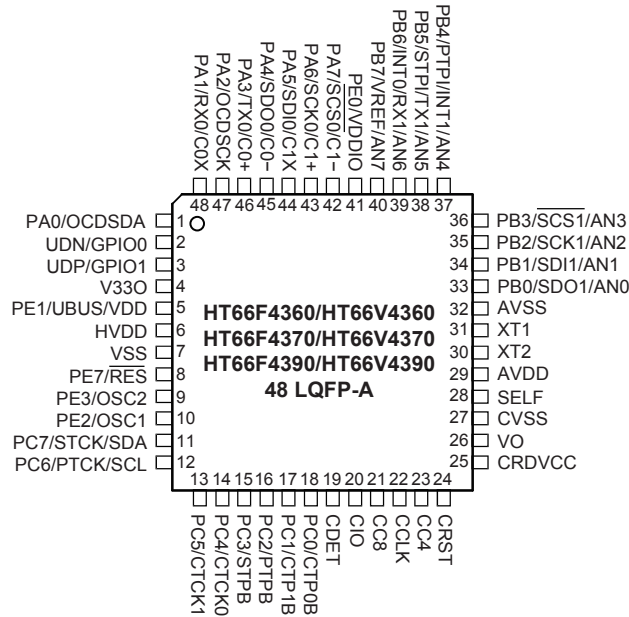 PA1/RX0/C0X
PA2/OCDSCK
PA3/TX0/C0+
PA4/SDO0/C0−
PA5/SDI0/C1X
PA6/SCK0/C1+
PA7/SCS0/C1−
PE0/VDDIO
PB7/VREF/AN7
PB6/INT0/RX1/AN6
PB5/STPI/TX1/AN5
PB4/PTPI/INT1/AN4
48 47 46 45 44 43 42 41 40 39 38 37
PA0/OCDSDA 1
UDN/GPIO0 2
UDP/GPIO1 3
V33O 4
PE1/UBUS/VDD 5
HVDD 6
VSS 7
PE7/RES 8
PE3/OSC2 9
PE2/OSC1 10
PC7/STCK/SDA 11
PC6/PTCK/SCL 12
HT66F4360/HT66V4360
HT66F4370/HT66V4370
HT66F4390/HT66V4390
48 LQFP-A
36 PB3/SCS1/AN3
35 PB2/SCK1/AN2
34 PB1/SDI1/AN1
33 PB0/SDO1/AN0
32 AVSS
31 XT1
30 XT2
29 AVDD
28 SELF
27 CVSS
26 VO
25 CRDVCC
13 14 15 16 17 18 19 20 21 22 23 24
PC5/CTCK1
PC4/CTCK0
PC3/STPB
PC2/PTPB
PC1/CTP1B
PC0/CTP0B
CDET
CIO
CC8
CCLK
CC4
CRST